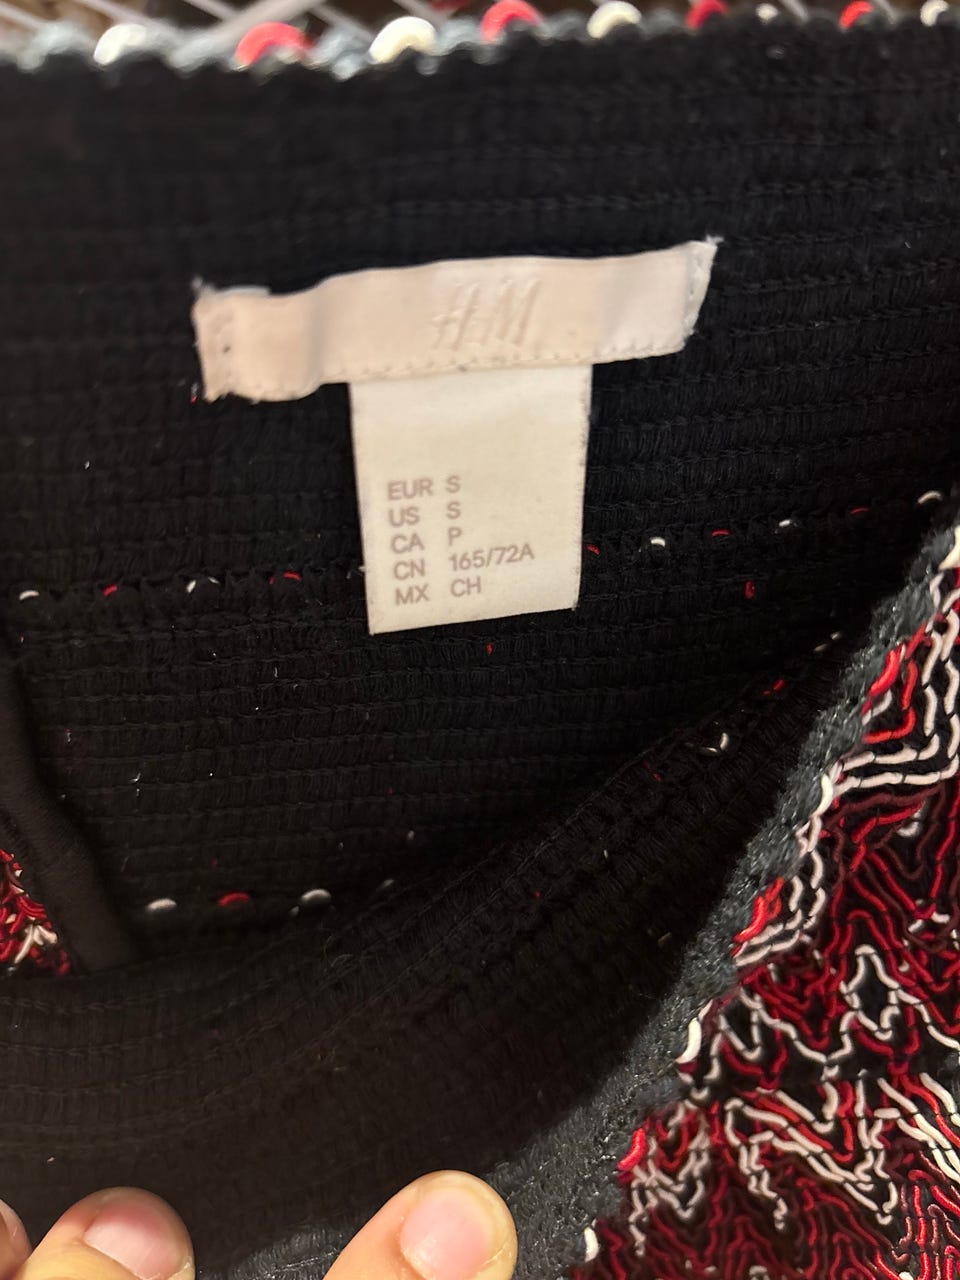 H&M
EUR S
US S
CA P
CN 165/72A
MX CH